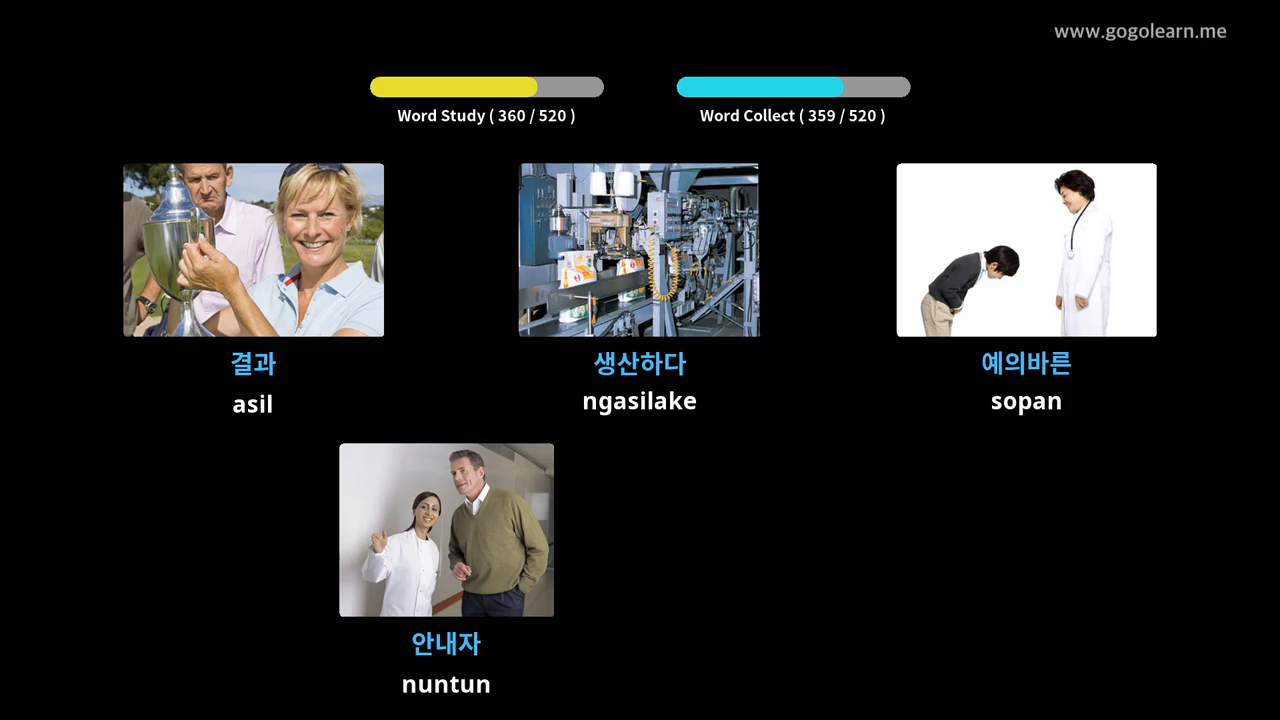 www.gogolearn.me
Word Study ( 360 / 520 )
Word Collect ( 359 / 520 )
결과
asil
생산하다
ngasilake
예의바른
sopan
안내자
nuntun